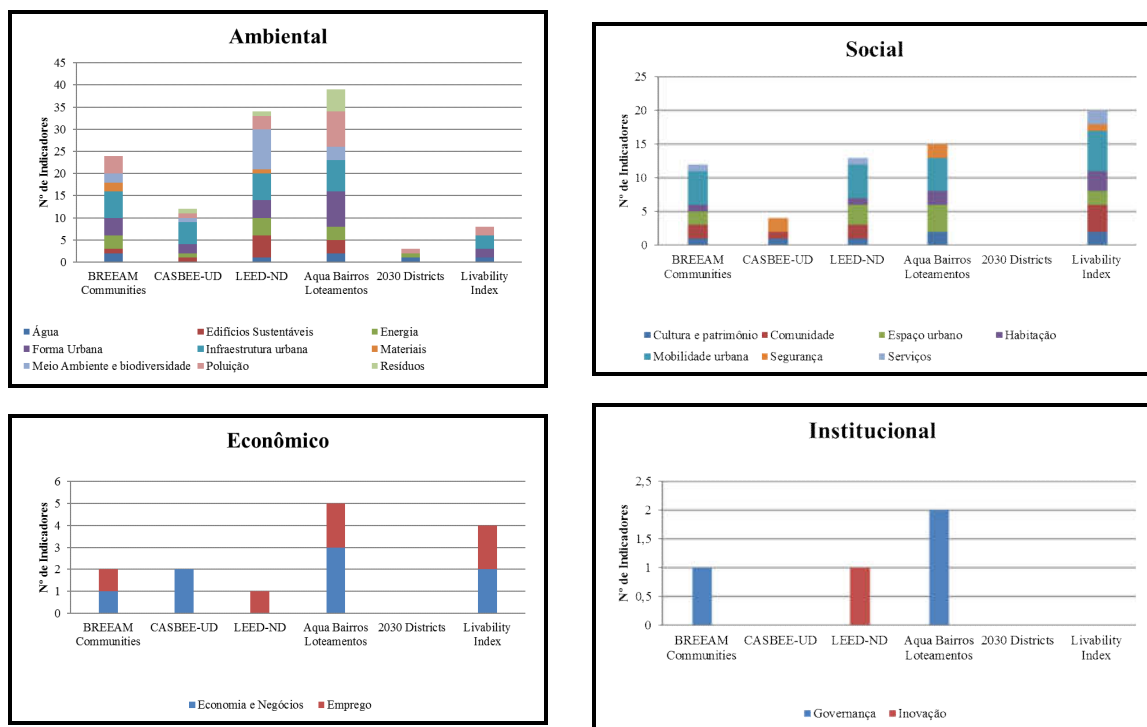 Ambiental
Nº de Indicadores
45
40
35
30
25
20
15
10
5
0
BREEAM Communities
CASBEE-UD
LEED-ND
Aqua Bairros Loteamentos
2030 Districts
Livability Index
Água
Edifícios Sustentáveis
Energia
Forma Urbana
Infraestrutura urbana
Materiais
Meio Ambiente e biodiversidade
Poluição
Resíduos
Social
Nº de Indicadores
25
20
15
10
5
0
BREEAM Communities
CASBEE-UD
LEED-ND
Aqua Bairros Loteamentos
2030 Districts
Livability Index
Cultura e patrimônio
Comunidade
Espaço urbano
Habitação
Mobilidade urbana
Segurança
Serviços
Econômico
Nº de Indicadores
6
5
4
3
2
1
0
BREEAM Communities
CASBEE-UD
LEED-ND
Aqua Bairros Loteamentos
2030 Districts
Livability Index
Economia e Negócios
Emprego
Institucional
Nº de Indicadores
2,5
2
1,5
1
0,5
0
BREEAM Communities
CASBEE-UD
LEED-ND
Aqua Bairros Loteamentos
2030 Districts
Livability Index
Governança
Inovação